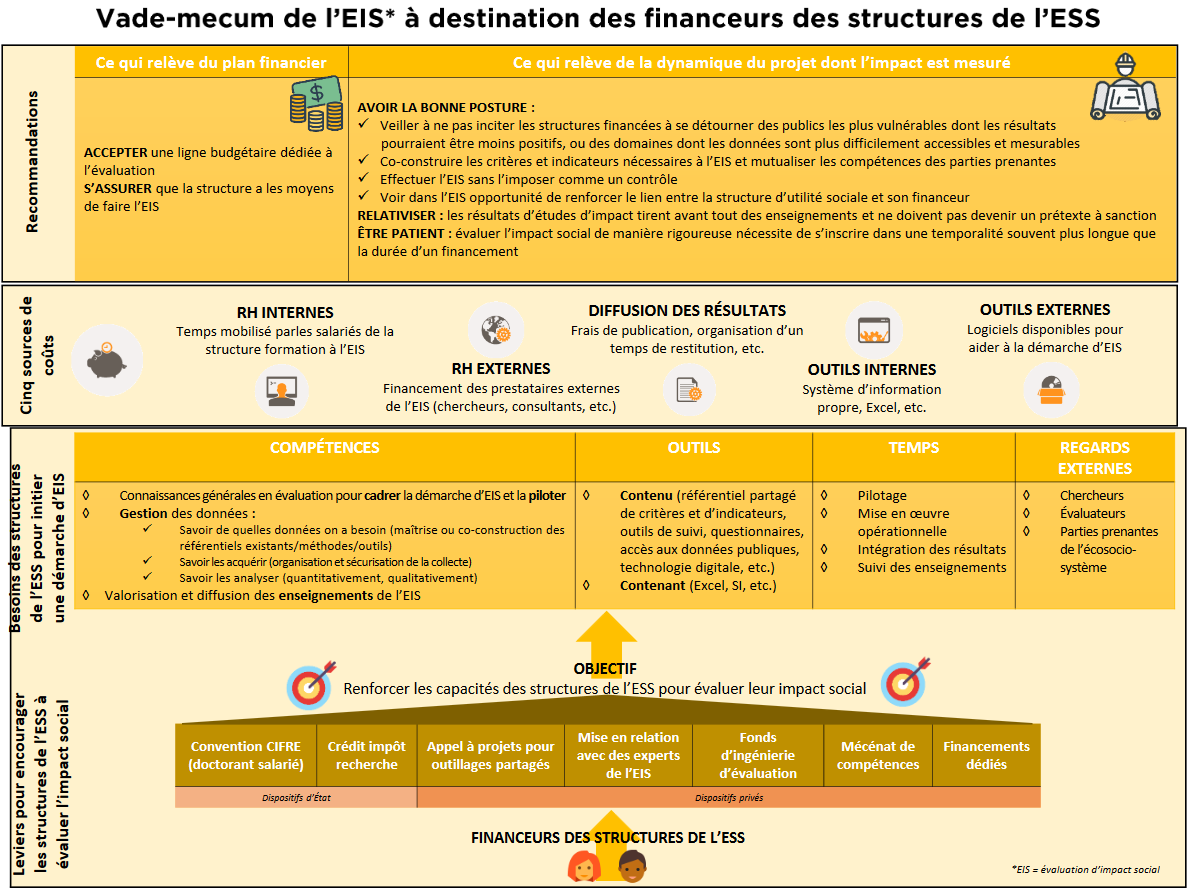 Vade-mecum de l'EIS* à destination des financeurs des structures de l'ESS
Recommandations
Ce qui relève du plan financier
ACCEPTER une ligne budgétaire dédiée à
l'évaluation
S'ASSURER que la structure a les moyens
de faire l'EIS
Ce qui relève de la dynamique du projet dont l'impact est mesuré
AVOIR LA BONNE POSTURE :
✓ Veiller à ne pas inciter les structures financées à se détourner des publics les plus vulnérables dont les résultats
pourraient être moins positifs, ou des domaines dont les données sont plus difficilement accessibles et mesurables
✓ Co-construire les critères et indicateurs nécessaires à l'EIS et mutualiser les compétences des parties prenantes
✓ Effectuer l'EIS sans l'imposer comme un contrôle
✓ Voir dans l'EIS opportunité de renforcer le lien entre la structure d'utilité sociale et son financeur
RELATIVISER : les résultats d'études d'impact tirent avant tout des enseignements et ne doivent pas devenir un prétexte à sanction
ÊTRE PATIENT : évaluer l'impact social de manière rigoureuse nécessite de s'inscrire dans une temporalité souvent plus longue que
la durée d'un financement
Cinq sources de
coûts
RH INTERNES
Temps mobilisé parles salariés de la
structure formation à l'EIS
RH EXTERNES
Financement des prestataires externes
de l'EIS (chercheurs, consultants, etc.)
DIFFUSION DES RÉSULTATS
Frais de publication, organisation d'un
temps de restitution, etc.
OUTILS INTERNES
Système d'information
propre, Excel, etc.
OUTILS EXTERNES
Logiciels disponibles pour
aider à la démarche d'EIS
Besoins des structures
de l'ESS pour initier
une démarche d'EIS
COMPÉTENCES
◊ Connaissances générales en évaluation pour cadrer la démarche d'EIS et la piloter
◊ Gestion des données :
✓ Savoir de quelles données on a besoin (maîtrise ou co-construction des
référentiels existants/méthodes/outils)
✓ Savoir les acquérir (organisation et sécurisation de la collecte)
✓ Savoir les analyser (quantitativement, qualitativement)
◊ Valorisation et diffusion des enseignements de l'EIS
OUTILS
◊ Contenu (référentiel partagé
de critères et d'indicateurs,
outils de suivi, questionnaires,
accès aux données publiques,
technologie digitale, etc.)
◊ Contenant (Excel, SI, etc.)
TEMPS
◊ Pilotage
◊ Mise en œuvre
opérationnelle
◊ Intégration des résultats
◊ Suivi des enseignements
REGARDS
EXTERNES
◊ Chercheurs
◊ Évaluateurs
◊ Parties prenantes
de l'écosocio-
système
Leviers pour encourager
les structures de l'ESS à
évaluer l'impact social
OBJECTIF
Renforcer les capacités des structures de l'ESS pour évaluer leur impact social
Convention CIFRE
(doctorant salarié)
Crédit impôt
recherche
Appel à projets pour
outillages partagés
Mise en relation
avec des experts
de l'EIS
Fonds
d'ingénierie
d'évaluation
Mécénat de
compétences
Financements
dédiés
Dispositifs d'État
Dispositifs privés
FINANCEURS DES STRUCTURES DE L'ESS
*EIS = évaluation d'impact social